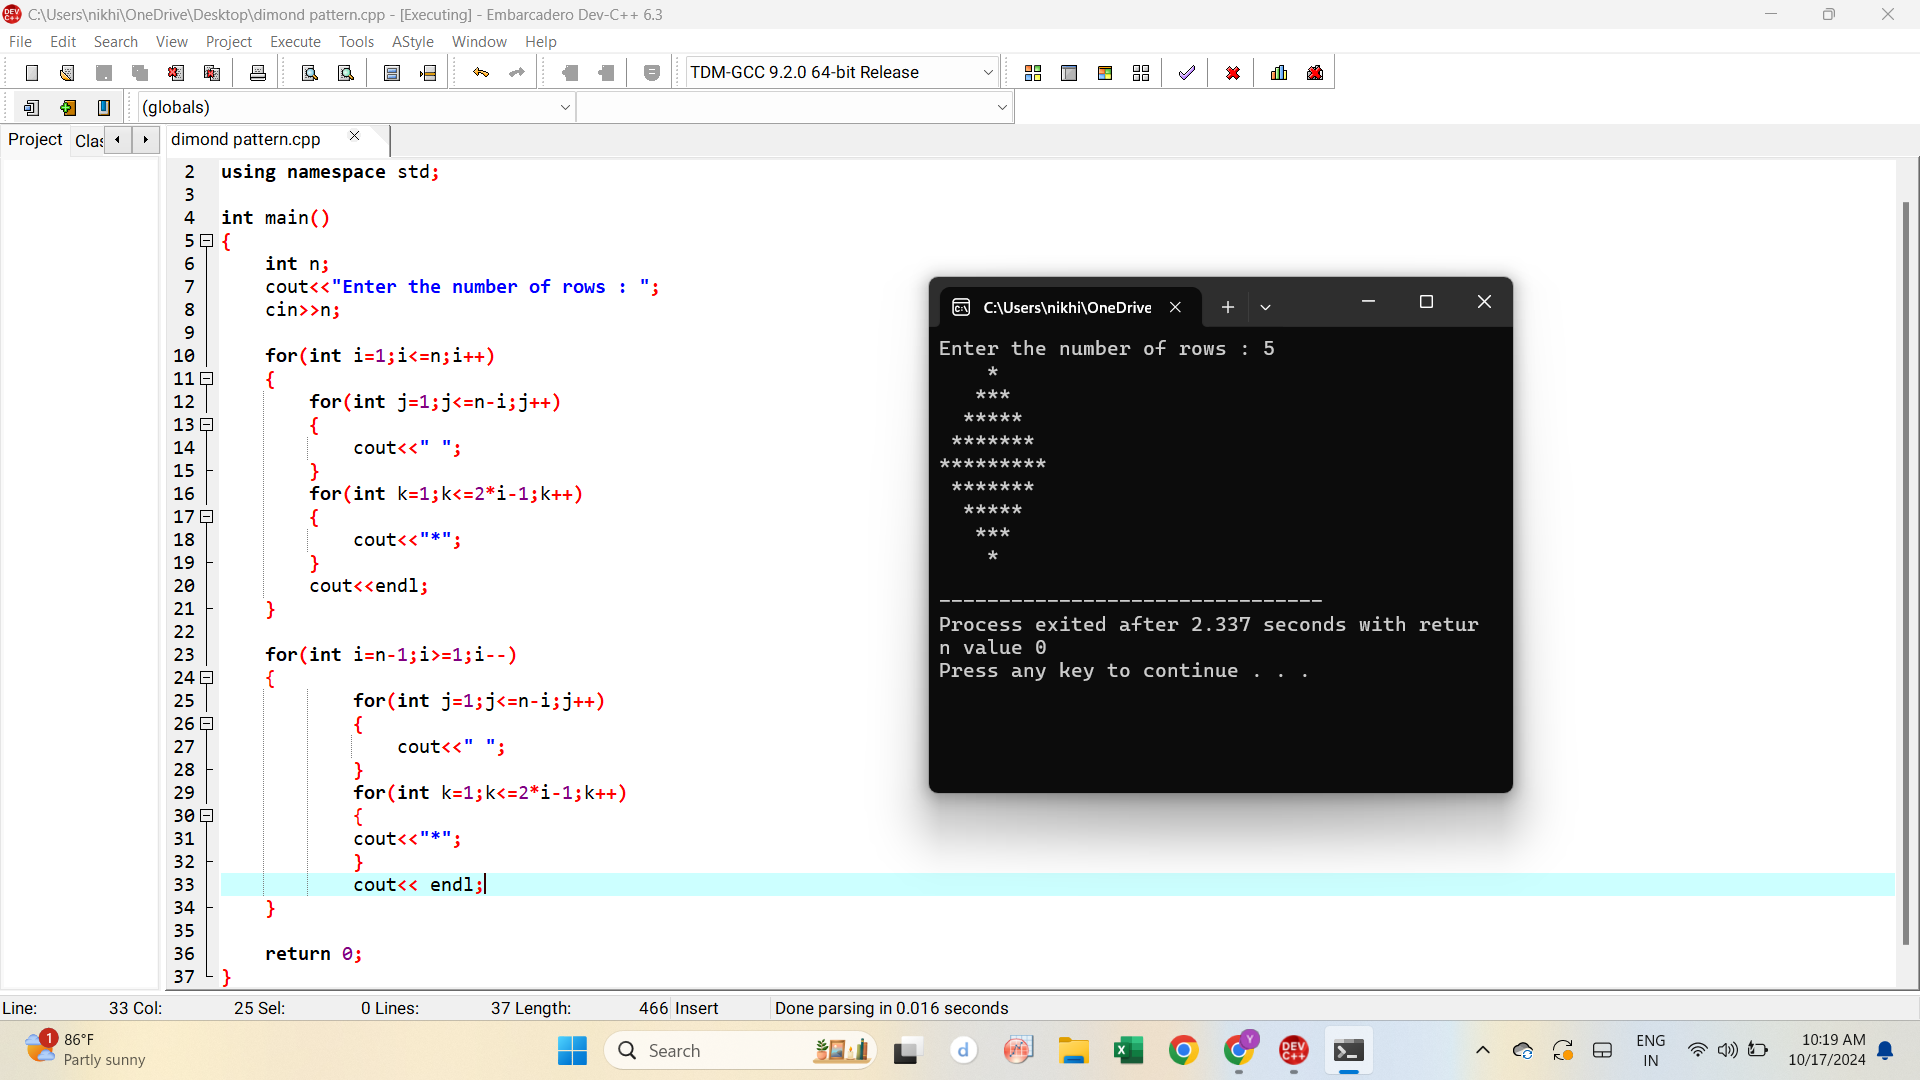 C:\Users\nikhi\OneDrive\Desktop\dimond pattern.cpp - [Executing] - Embarcadero Dev-C++ 6.3
File Edit Search View Project Execute Tools AStyle Window Help
TDM-GCC 9.2.0 64-bit Release
(globals)
Project Clas dimond pattern.cpp
2 using namespace std;
3
4 int main()
5 {
6 int n;
7 cout<<"Enter the number of rows : ";
8 cin>>n;
9
10 for(int i=1;i<=n;i++)
11 {
12 for(int j=1;j<=n-i;j++)
13 {
14 cout<<" ";
15 }
16 for(int k=1;k<=2*i-1;k++)
17 {
18 cout<<"*";
19 }
20 cout<<endl;
21 }
22
23 for(int i=n-1;i>=1;i--)
24 {
25 for(int j=1;j<=n-i;j++)
26 {
27 cout<<" ";
28 }
29 for(int k=1;k<=2*i-1;k++)
30 {
31 cout<<"*";
32 }
33 cout<< endl;
34 }
35
36 return 0;
37 }
C:\Users\nikhi\OneDrive
Enter the number of rows : 5
    *
   ***
  *****
 *******
*********
 *******
  *****
   ***
    *
--------------------------------
Process exited after 2.337 seconds with retur
n value 0
Press any key to continue . . .
Line: 33 Col: 25 Sel: 0 Lines: 37 Length: 466 Insert Done parsing in 0.016 seconds
1
86°F
Partly sunny
Search
d
Y
DEV C++
ENG
IN
10:19 AM
10/17/2024